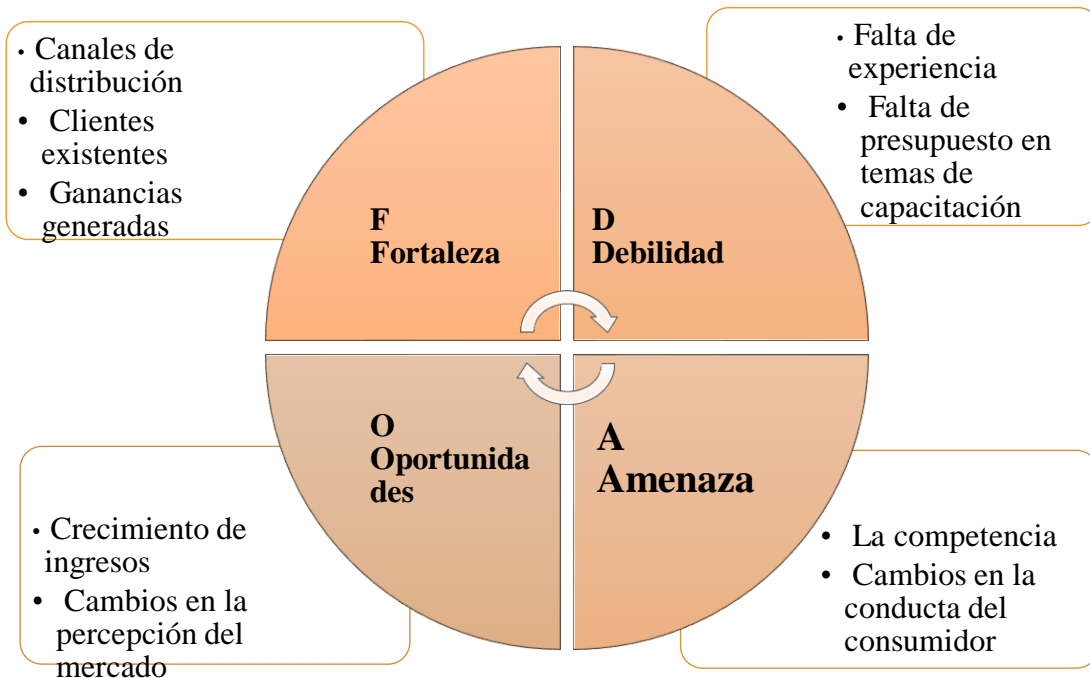 • Canales de
distribución
• Clientes
existentes
• Ganancias
generadas
• Falta de
experiencia
• Falta de
presupuesto en
temas de
capacitación
F
Fortaleza
D
Debilidad
O
Oportunida
des
A
Amenaza
• Crecimiento de
ingresos
• Cambios en la
percepción del
mercado
• La competencia
• Cambios en la
conducta del
consumidor